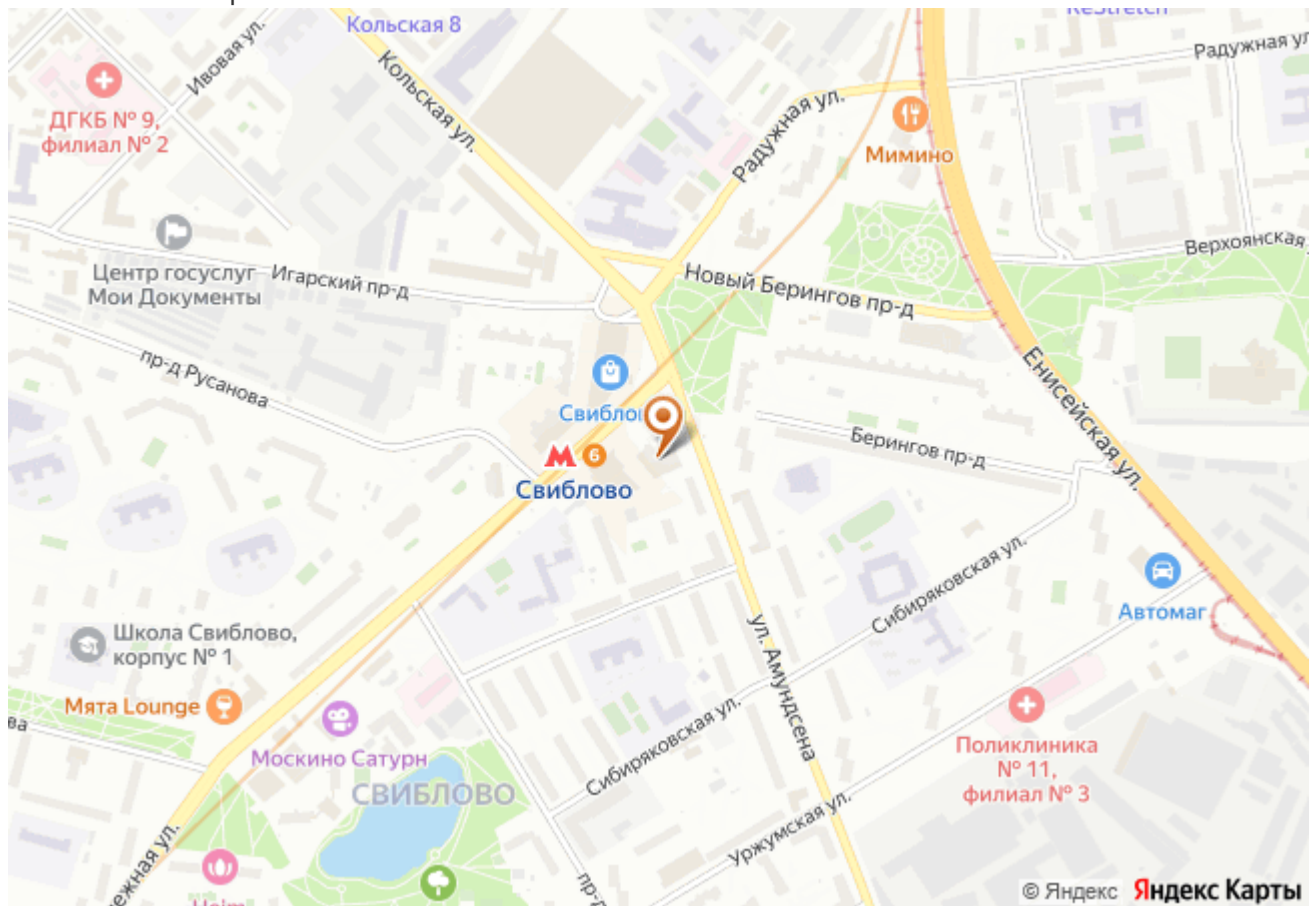 Кольская 8
Ивовая ул.
Кольская ул.
Радужная ул.
Радужная ул.
ДГКБ № 9,
филиал № 2
Мимино
Верхоянская
Центр госуслуг
Мои Документы
Игарский пр-д
Новый Берингов пр-д
пр-д Русанова
Енисейская ул.
Берингов пр-д
6
Свиблово
Сибиряковская ул.
Автомаг
Школа Свиблово,
корпус № 1
ул. Амундсена
Мята Lounge
Москино Сатурн
Сибиряковская ул.
Поликлиника
№ 11,
филиал № 3
СВИБЛОВО
Уржумская ул.
© Яндекс Яндекс Карты